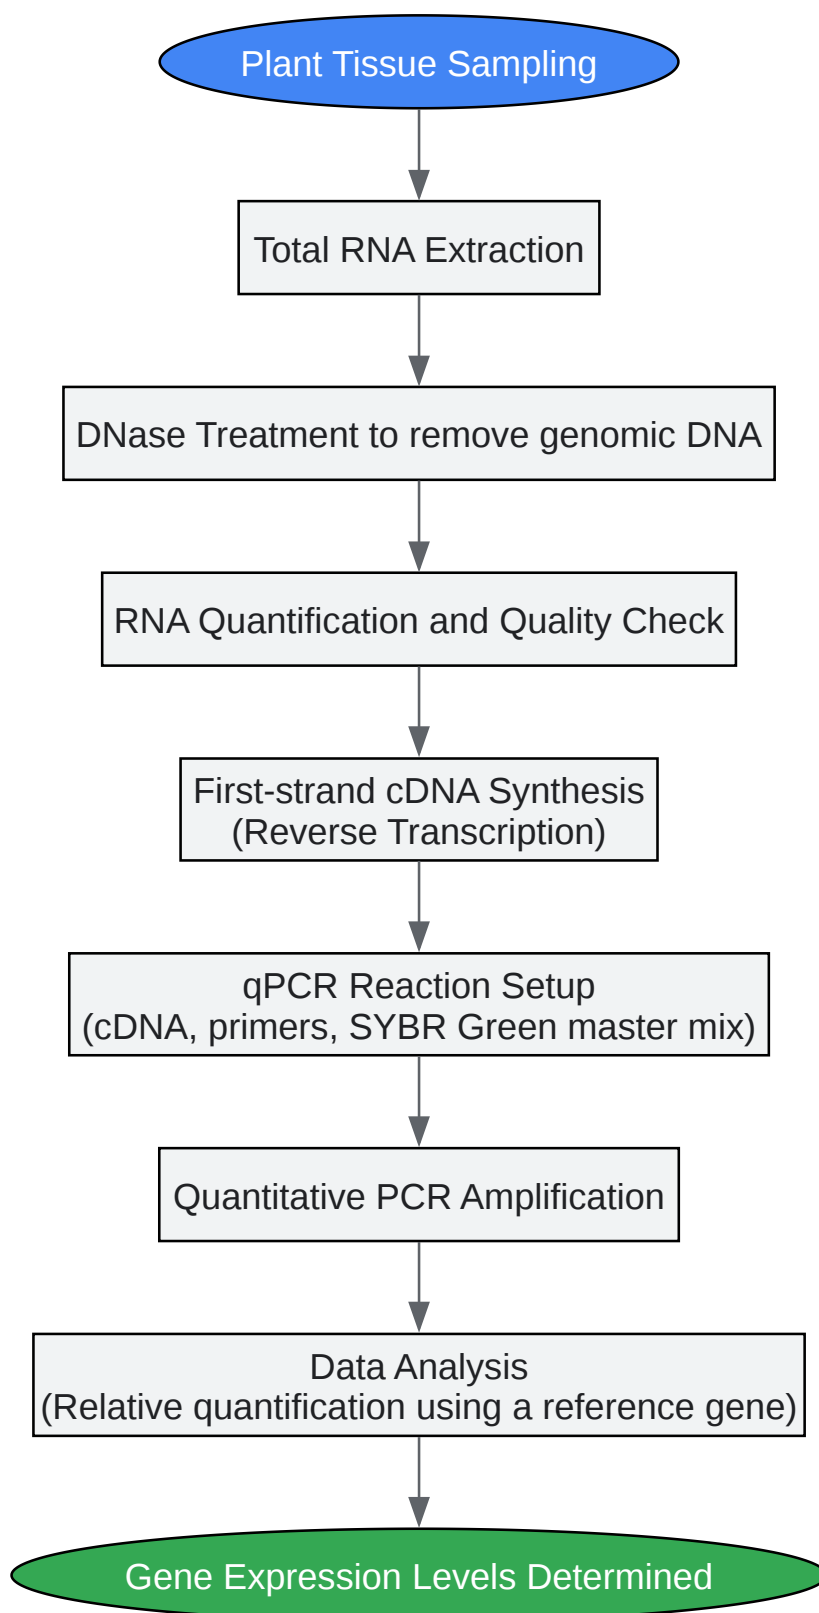 Plant Tissue Sampling
Total RNA Extraction
DNase Treatment to remove genomic DNA
RNA Quantification and Quality Check
First-strand cDNA Synthesis
(Reverse Transcription)
qPCR Reaction Setup
(cDNA, primers, SYBR Green master mix)
Quantitative PCR Amplification
Data Analysis
(Relative quantification using a reference gene)
Gene Expression Levels Determined